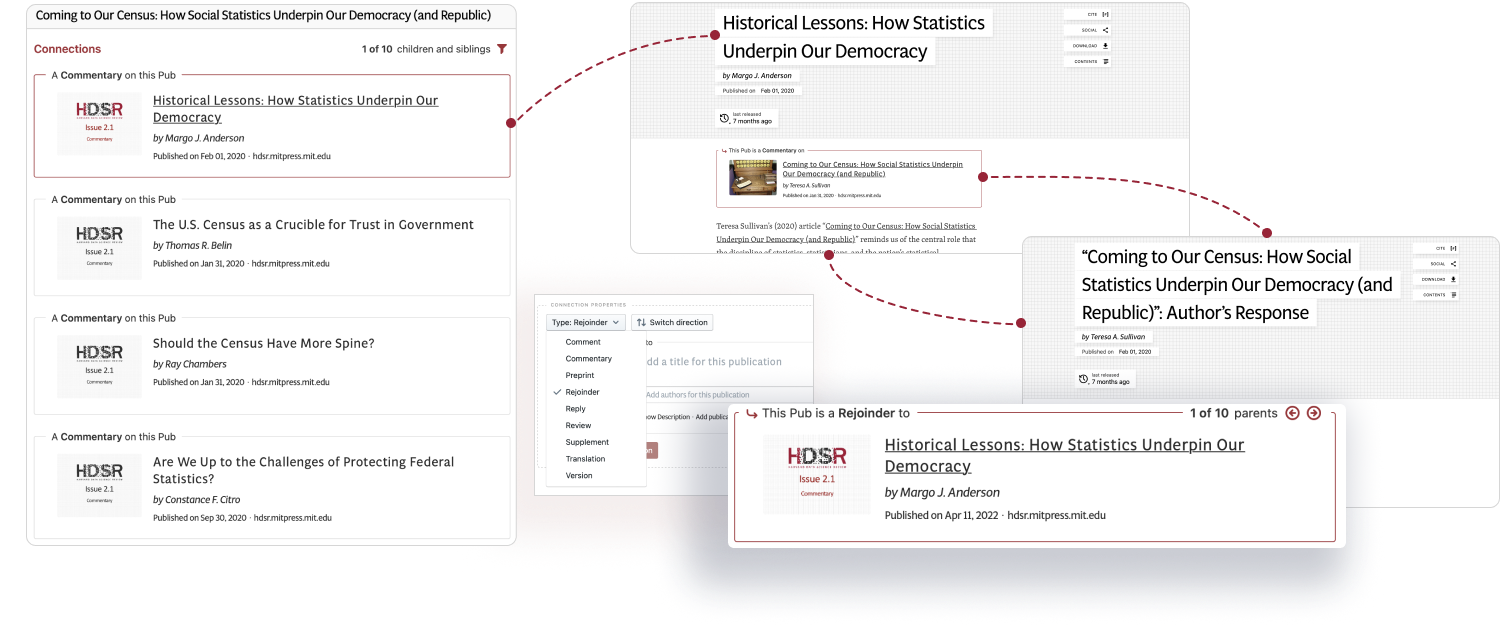 Coming to Our Census: How Social Statistics Underpin Our Democracy (and Republic)
Connections
1 of 10 children and siblings
A Commentary on this Pub
HDSR
Issue 2.1
Commentary
Historical Lessons: How Statistics Underpin Our
Democracy
by Margo J. Anderson
Published on Feb 01, 2020 · hdsr.mitpress.mit.edu
A Commentary on this Pub
HDSR
Issue 2.1
Commentary
The U.S. Census as a Crucible for Trust in Government
by Thomas R. Belin
Published on Jan 31, 2020 · hdsr.mitpress.mit.edu
A Commentary on this Pub
HDSR
Issue 2.1
Commentary
Should the Census Have More Spine?
by Ray Chambers
Published on Jan 31, 2020 · hdsr.mitpress.mit.edu
A Commentary on this Pub
HDSR
Issue 2.1
Commentary
Are We Up to the Challenges of Protecting Federal
Statistics?
by Constance F. Citro
Published on Sep 30, 2020 · hdsr.mitpress.mit.edu
Historical Lessons: How Statistics
Underpin Our Democracy
by Margo J. Anderson
Published on Feb 01, 2020
last released
7 months ago
CITE
SOCIAL
DOWNLOAD
CONTENTS
This Pub is a Commentary on
Coming to Our Census: How Social Statistics Underpin
Our Democracy (and Republic)
by Teresa A. Sullivan
Published on Jan 31, 2020 · hdsr.mitpress.mit.edu
Teresa Sullivan's (2020) article "Coming to Our Census: How Social Statistics
Underpin Our Democracy (and Republic)" reminds us of the central role that
the discipline of statistics, statisticians, and the nation's statistical
CONNECTION PROPERTIES
Type: Rejoinder
Switch direction
Comment
Commentary
Preprint
Rejoinder
Reply
Review
Supplement
Translation
Version
to
dd a title for this publication
Add authors for this publication
how Description · Add publica
on
“Coming to Our Census: How Social
Statistics Underpin Our Democracy (and
Republic)”: Author’s Response
by Teresa A. Sullivan
Published on Feb 01, 2020
last released
7 months ago
CITE
SOCIAL
DOWNLOAD
CONTENTS
This Pub is a Rejoinder to
1 of 10 parents
HDSR
HARVARD DATA SCIENCE REVIEW
Issue 2.1
Commentary
Historical Lessons: How Statistics Underpin Our
Democracy
by Margo J. Anderson
Published on Apr 11, 2022 · hdsr.mitpress.mit.edu